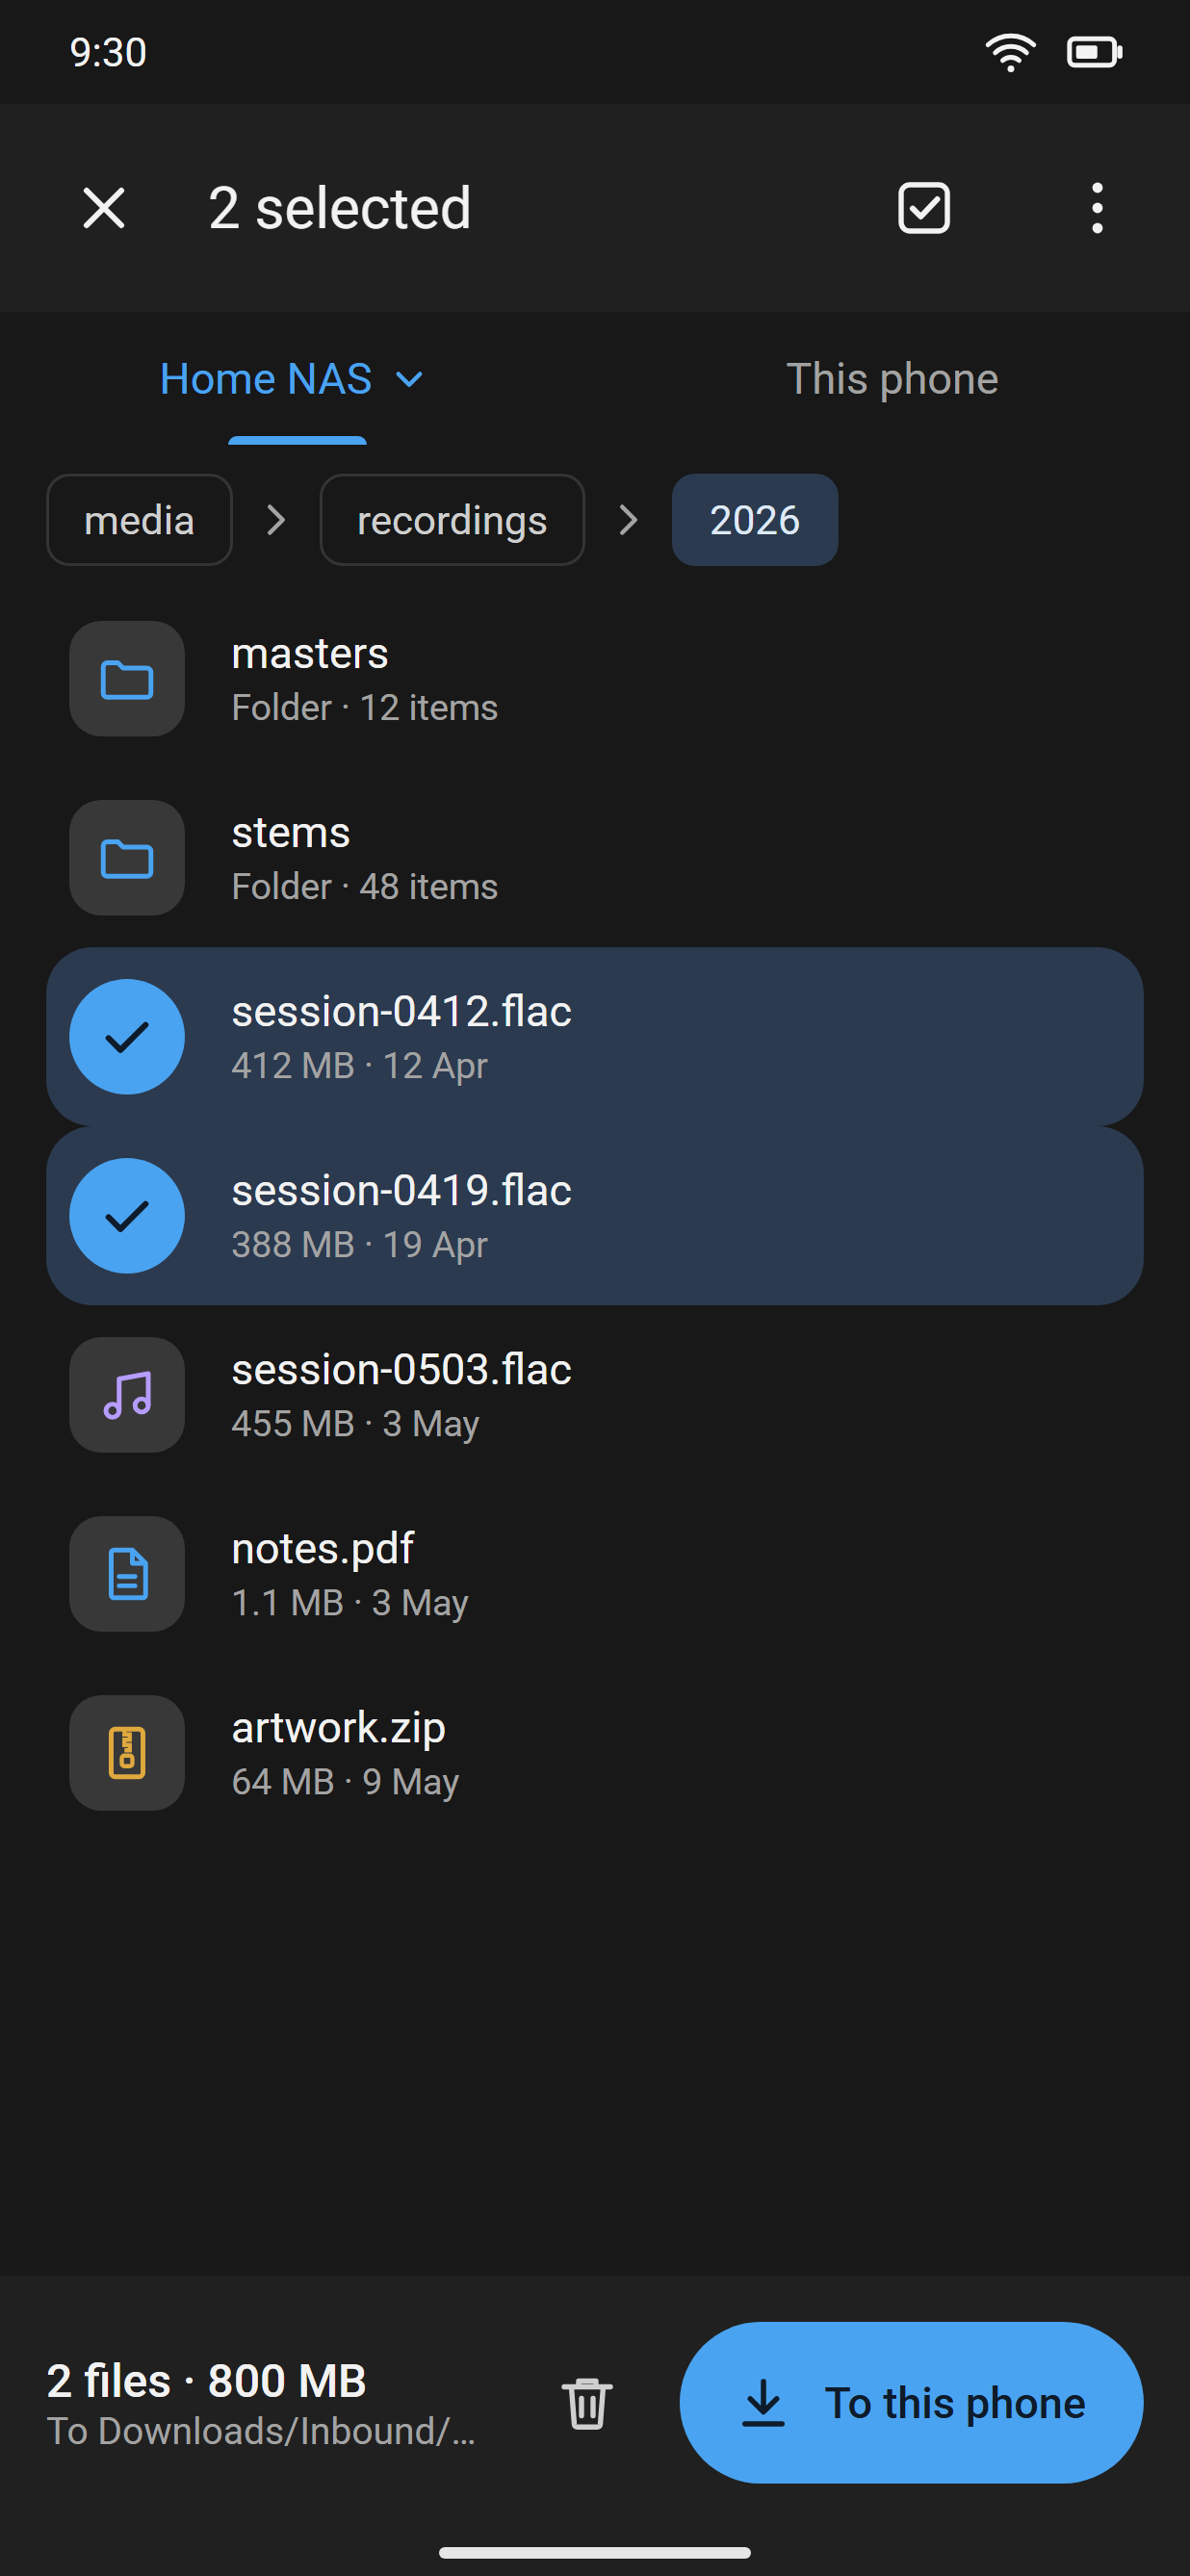 9:30
2 selected
Home NAS
This phone
media
recordings
2026
masters
Folder · 12 items
stems
Folder · 48 items
session-0412.flac
412 MB · 12 Apr
session-0419.flac
388 MB · 19 Apr
session-0503.flac
455 MB · 3 May
notes.pdf
1.1 MB · 3 May
artwork.zip
64 MB · 9 May
2 files · 800 MB
To Downloads/Inbound/…
To this phone